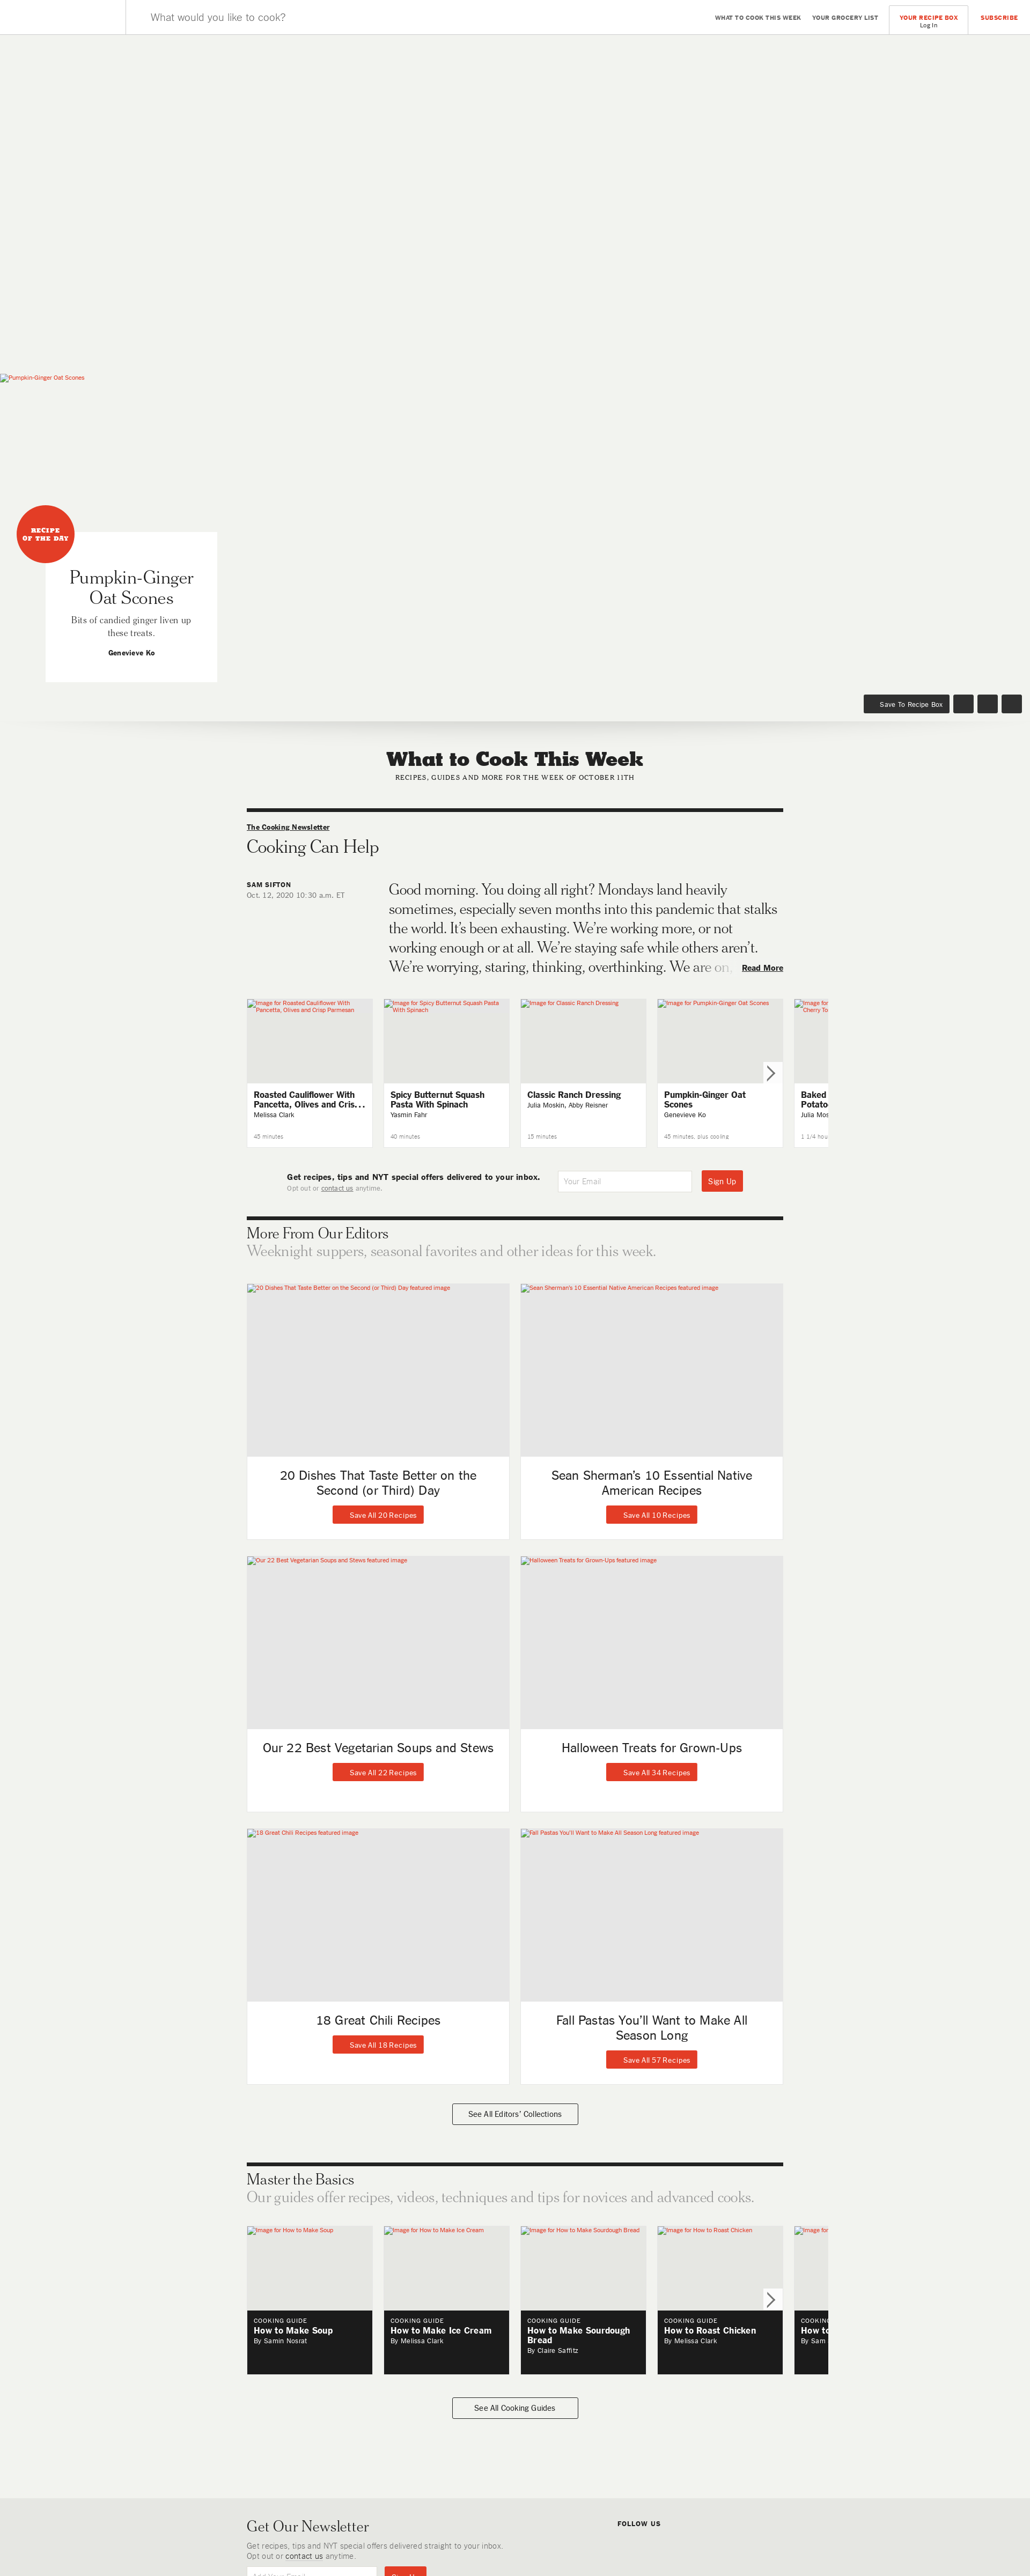 What would you like to cook?
WHAT TO COOK THIS WEEK
YOUR GROCERY LIST
YOUR RECIPE BOX
Log In
SUBSCRIBE
Pumpkin-Ginger Oat Scones
RECIPE
OF THE DAY
Pumpkin-Ginger
Oat Scones
Bits of candied ginger liven up
these treats.
Genevieve Ko
Save To Recipe Box
What to Cook This Week
RECIPES, GUIDES AND MORE FOR THE WEEK OF OCTOBER 11TH
The Cooking Newsletter
Cooking Can Help
SAM SIFTON
Oct. 12, 2020 10:30 a.m. ET
Good morning. You doing all right? Mondays land heavily
sometimes, especially seven months into this pandemic that stalks
the world. It’s been exhausting. We’re working more, or not
working enough or at all. We’re staying safe while others aren’t.
We’re worrying, staring, thinking, overthinking. We are on,
Read More
Image for Roasted Cauliflower With
Pancetta, Olives and Crisp Parmesan
Roasted Cauliflower With
Pancetta, Olives and Cris…
Melissa Clark
45 minutes
Image for Spicy Butternut Squash Pasta
With Spinach
Spicy Butternut Squash
Pasta With Spinach
Yasmin Fahr
40 minutes
Image for Classic Ranch Dressing
Classic Ranch Dressing
Julia Moskin, Abby Reisner
15 minutes
Image for Pumpkin-Ginger Oat Scones
Pumpkin-Ginger Oat
Scones
Genevieve Ko
45 minutes, plus cooling
Image for
Cherry To
Baked
Potato
Julia Mos
1 1/4 hou
Get recipes, tips and NYT special offers delivered to your inbox.
Opt out or contact us anytime.
Your Email
Sign Up
More From Our Editors
Weeknight suppers, seasonal favorites and other ideas for this week.
20 Dishes That Taste Better on the Second (or Third) Day featured image
20 Dishes That Taste Better on the
Second (or Third) Day
Save All 20 Recipes
Sean Sherman's 10 Essential Native American Recipes featured image
Sean Sherman’s 10 Essential Native
American Recipes
Save All 10 Recipes
Our 22 Best Vegetarian Soups and Stews featured image
Our 22 Best Vegetarian Soups and Stews
Save All 22 Recipes
Halloween Treats for Grown-Ups featured image
Halloween Treats for Grown-Ups
Save All 34 Recipes
18 Great Chili Recipes featured image
18 Great Chili Recipes
Save All 18 Recipes
Fall Pastas You'll Want to Make All Season Long featured image
Fall Pastas You’ll Want to Make All
Season Long
Save All 57 Recipes
See All Editors’ Collections
Master the Basics
Our guides offer recipes, videos, techniques and tips for novices and advanced cooks.
Image for How to Make Soup
COOKING GUIDE
How to Make Soup
By Samin Nosrat
Image for How to Make Ice Cream
COOKING GUIDE
How to Make Ice Cream
By Melissa Clark
Image for How to Make Sourdough Bread
COOKING GUIDE
How to Make Sourdough
Bread
By Claire Saffitz
Image for How to Roast Chicken
COOKING GUIDE
How to Roast Chicken
By Melissa Clark
Image for
COOKING
How to
By Sam
See All Cooking Guides
Get Our Newsletter
Get recipes, tips and NYT special offers delivered straight to your inbox.
Opt out or contact us anytime.
FOLLOW US